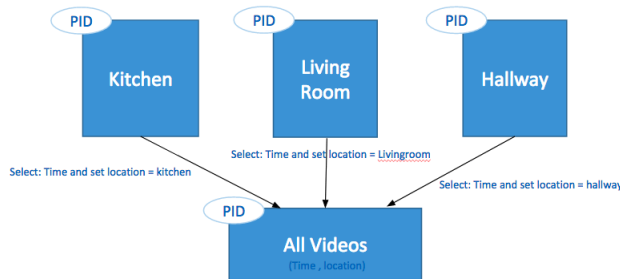 PID
PID
PID
Kitchen
Living
Room
Hallway
Select: Time and set location = Livingroom
Select: Time and set location = kitchen
Select: Time and set location = hallway
PID
All Videos
(Time , location)